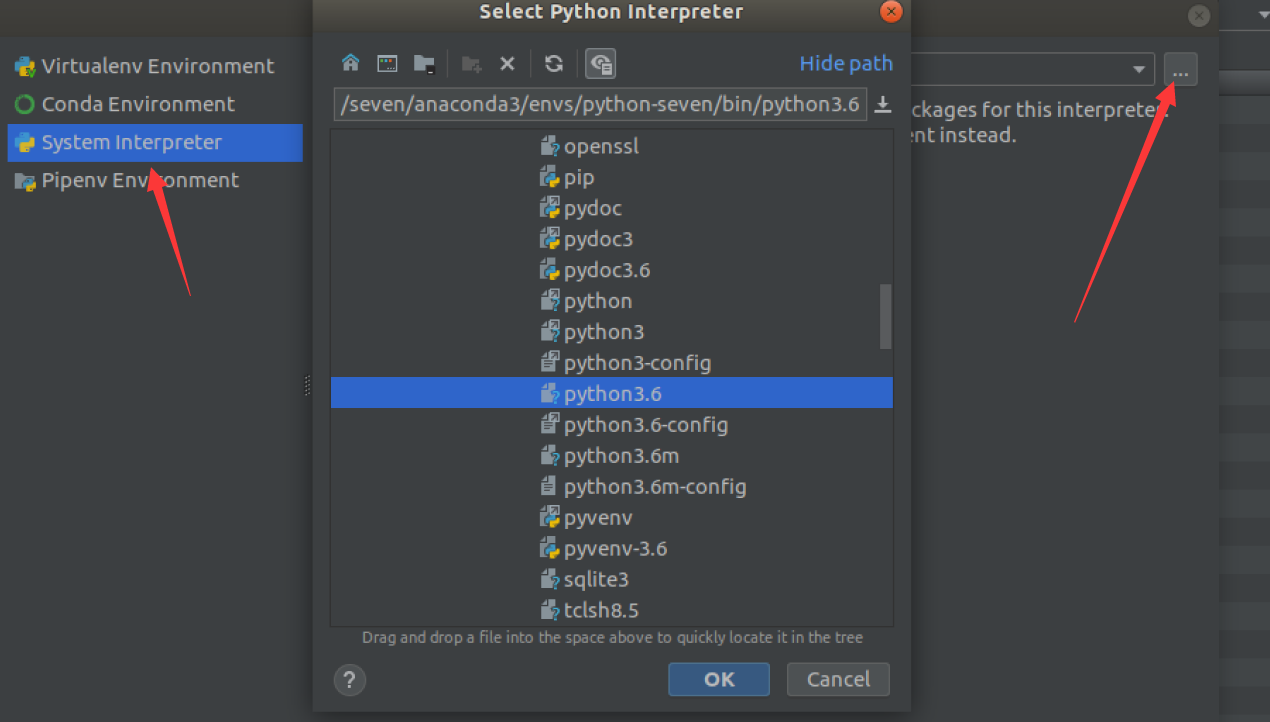 Select Python Interpreter
Virtualenv Environment
Conda Environment
System Interpreter
Pipenv Environment
Hide path
/seven/anaconda3/envs/python-seven/bin/python3.6
openssl
pip
pydoc
pydoc3
pydoc3.6
python
python3
python3-config
python3.6
python3.6-config
python3.6m
python3.6m-config
pyvenv
pyvenv-3.6
sqlite3
tclsh8.5
Drag and drop a file into the space above to quickly locate it in the tree
?
OK
Cancel
...
ckages for this interpreter.
nt instead.